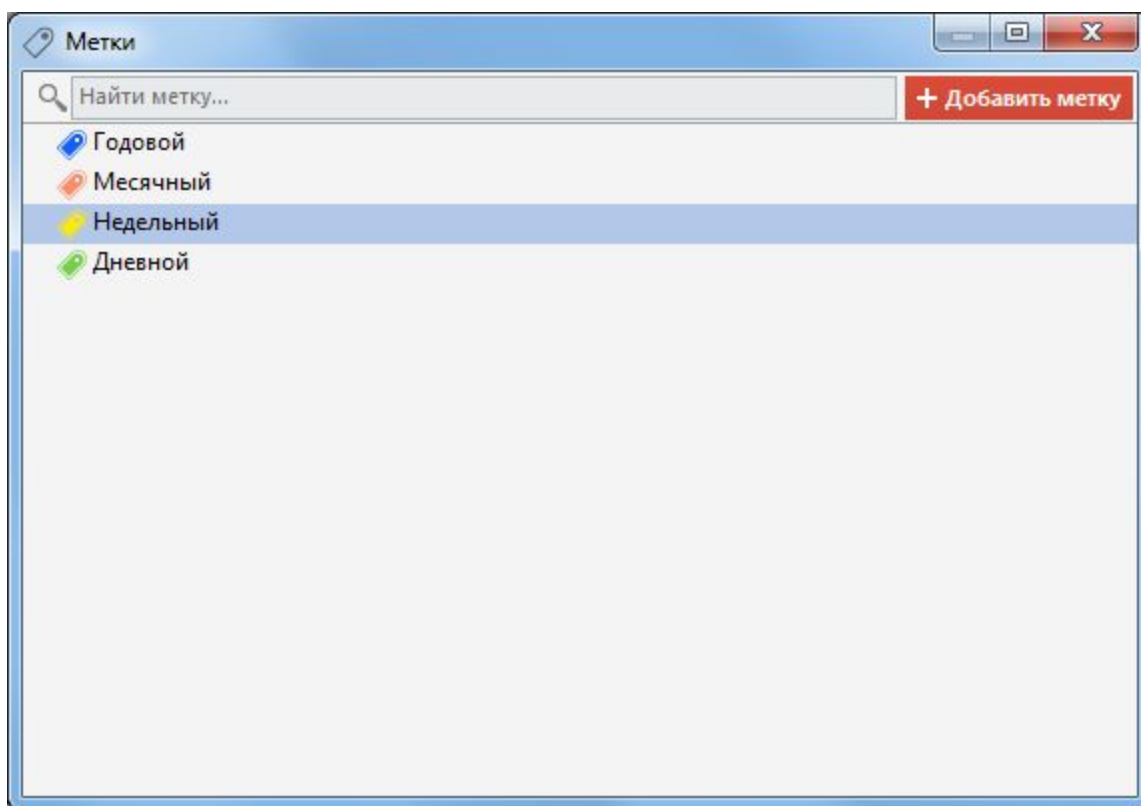 Метки
Найти метку...
+ Добавить метку
Годовой
Месячный
Недельный
Дневной